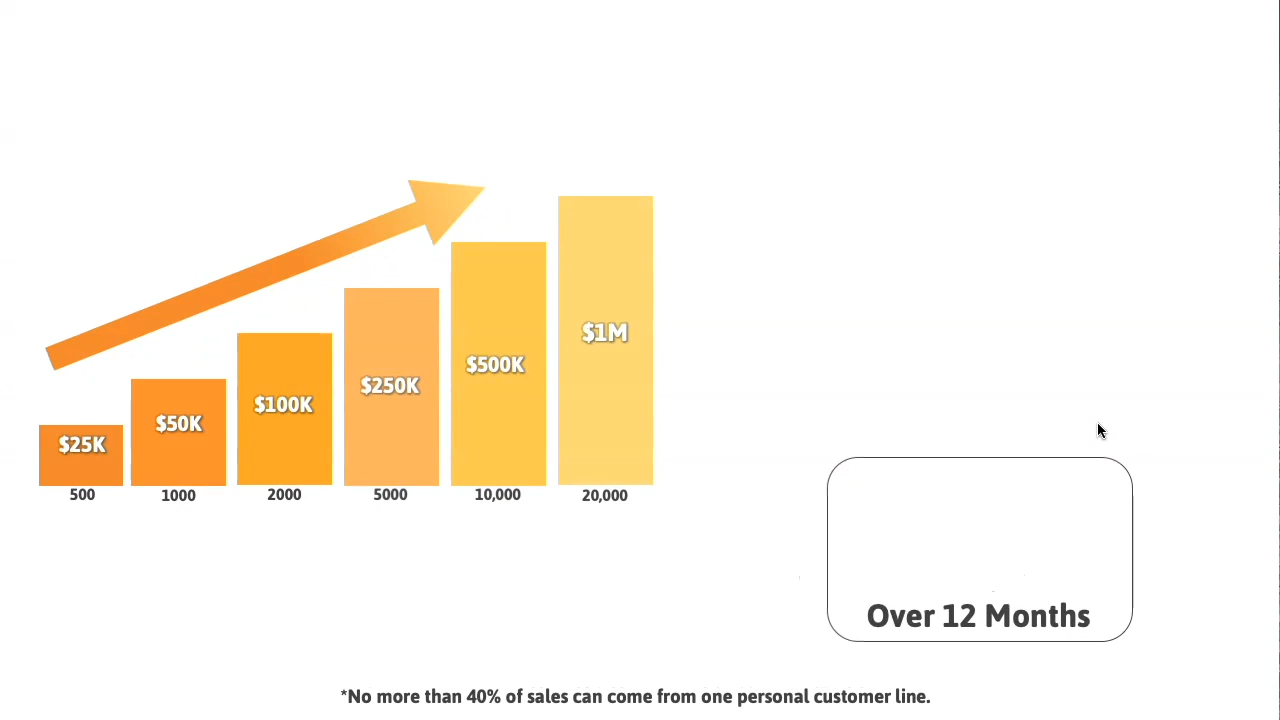 $25K
$50K
$100K
$250K
$500K
$1M
500
1000
2000
5000
10,000
20,000
Over 12 Months
*No more than 40% of sales can come from one personal customer line.